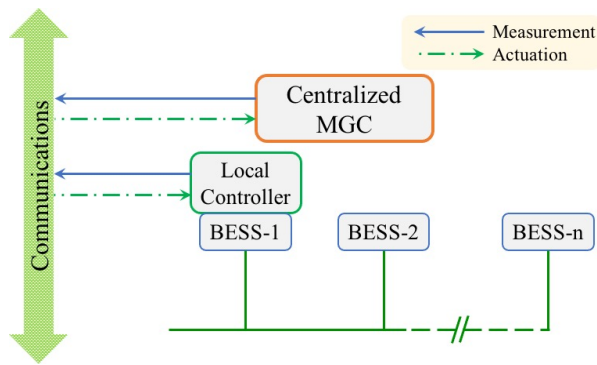 Measurement
Actuation
Centralized
MGC
Communications
Local
Controller
BESS-1
BESS-2
BESS-n